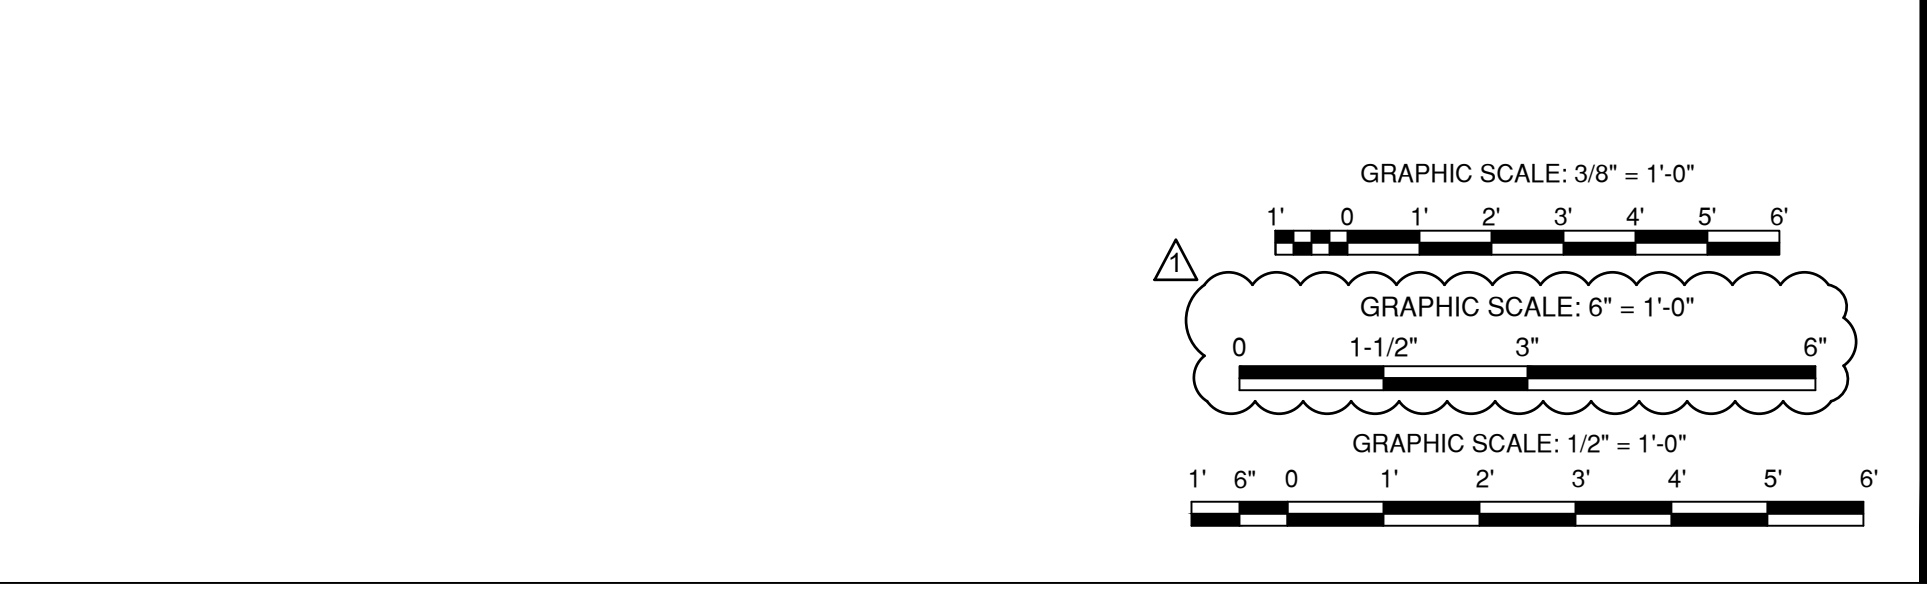 GRAPHIC SCALE: 3/8" = 1'-0"
1' 0 1' 2' 3' 4' 5' 6'
1
GRAPHIC SCALE: 6" = 1'-0"
0 1-1/2" 3" 6"
GRAPHIC SCALE: 1/2" = 1'-0"
1' 6" 0 1' 2' 3' 4' 5' 6'